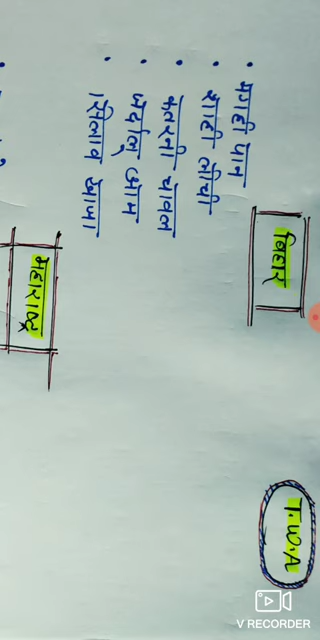 T.W.A
बिहार
• मगही पान
• शाही लीची
• कतरनी चावल
• जर्दालु आम
• सिलाव खाजा
महाराष्ट्र
V RECORDER